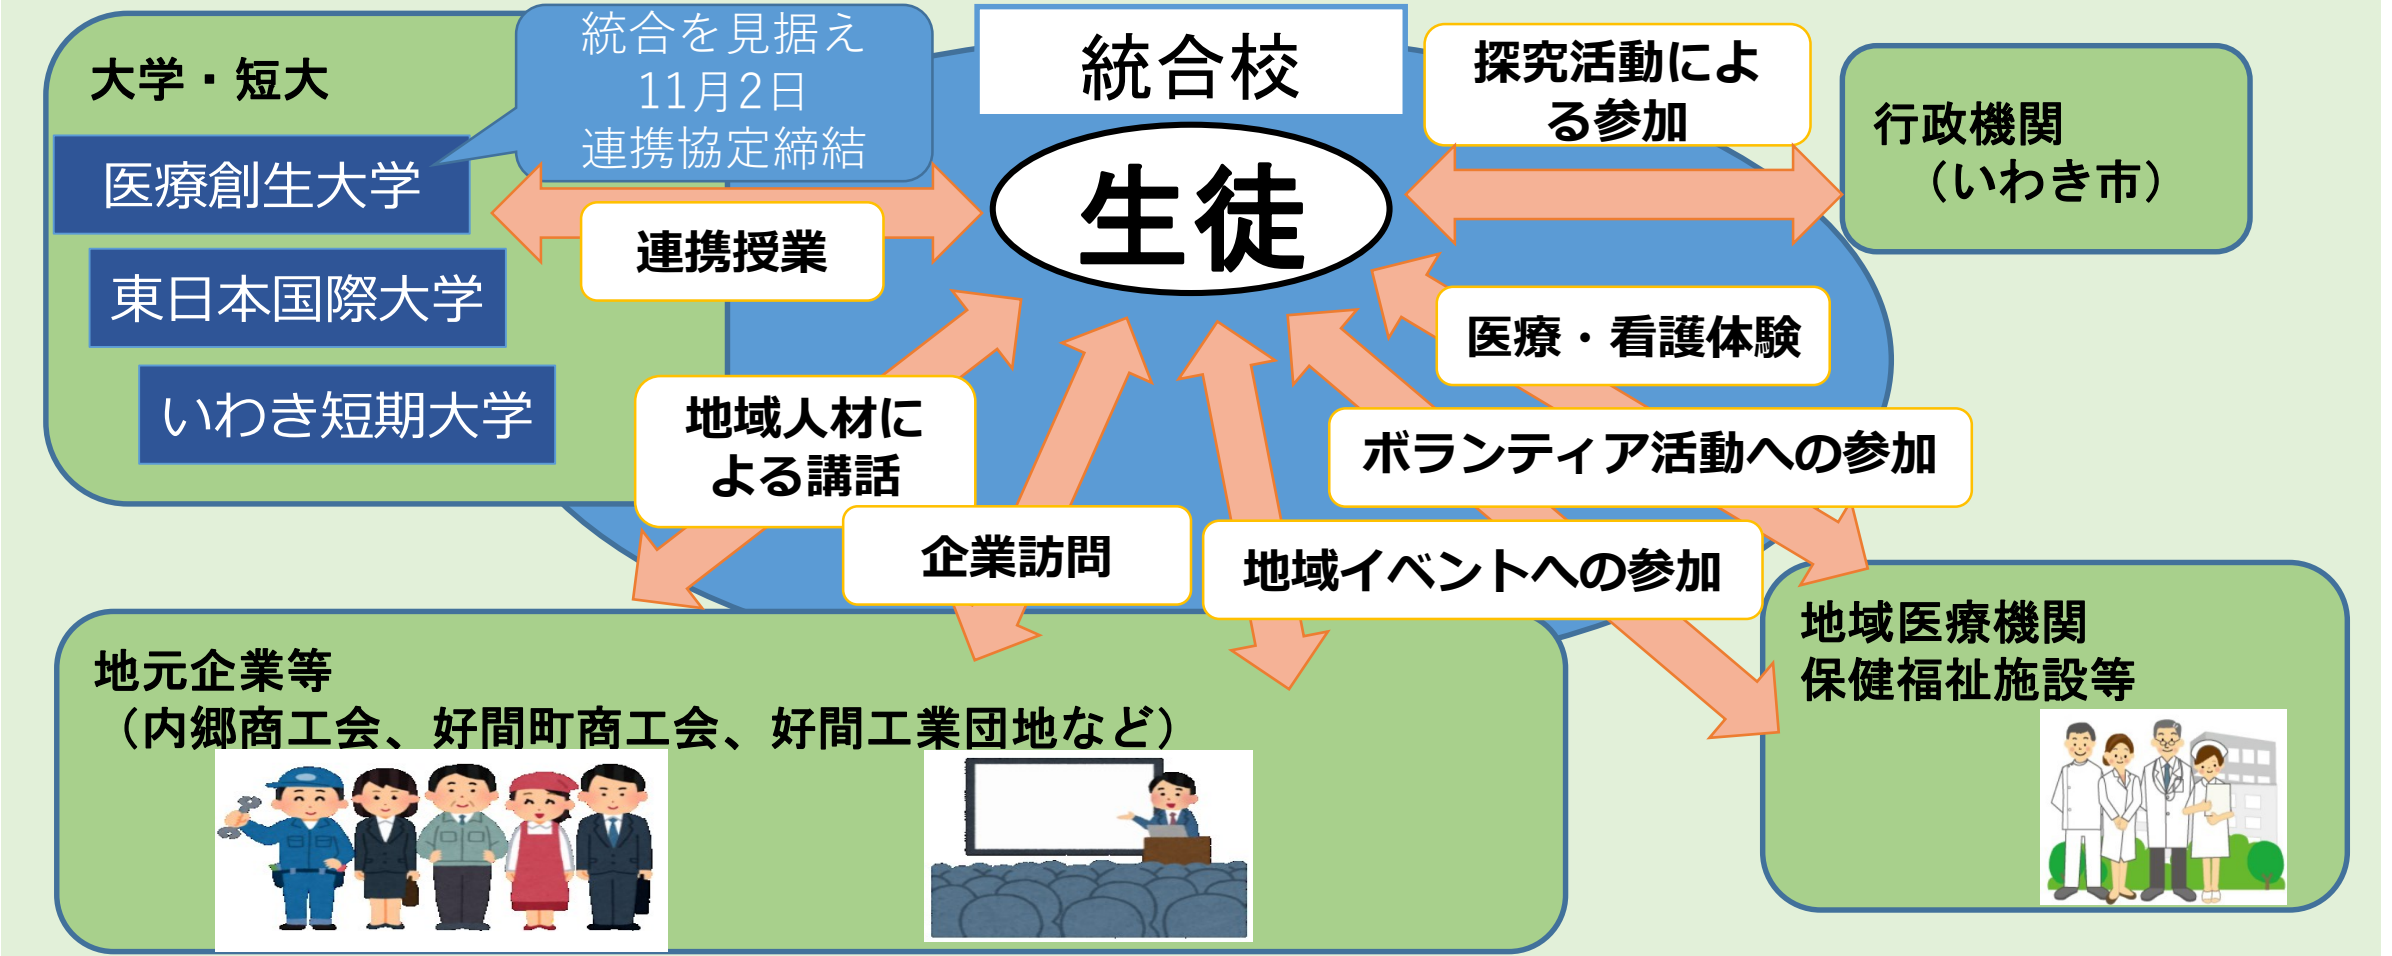 大学・短大
医療創生大学
東日本国際大学
いわき短期大学
統合を見据え
11月2日
連携協定締結
統合校
生徒
連携授業
探究活動によ
る参加
行政機関
（いわき市）
医療・看護体験
ボランティア活動への参加
地域人材に
よる講話
企業訪問
地域イベントへの参加
地元企業等
（内郷商工会、好間町商工会、好間工業団地など）
地域医療機関
保健福祉施設等